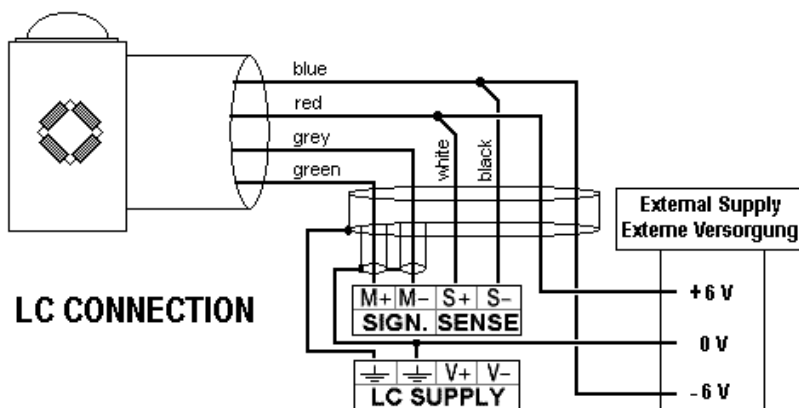 blue
red
grey
green
white
black
External Supply
Externe Versorgung
+6 V
0 V
-6 V
LC CONNECTION
M+ M- S+ S-
SIGN. SENSE
V+ V-
LC SUPPLY